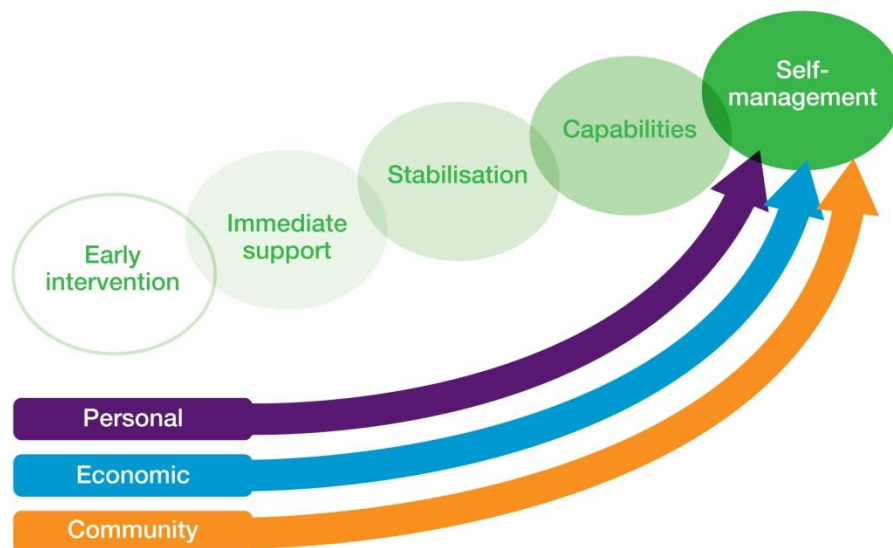 Self-
management
Capabilities
Stabilisation
Immediate
support
Early
intervention
Personal
Economic
Community